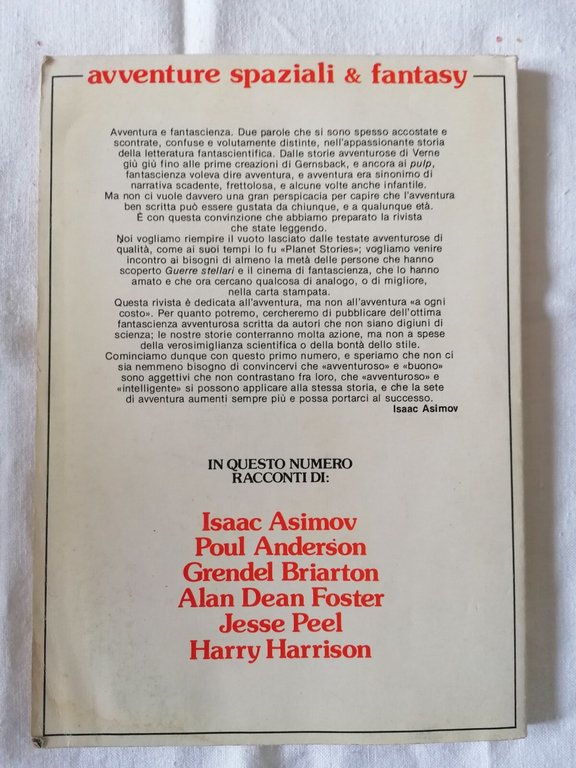 avventure spaziali & fantasy
Avventura e fantascienza. Due parole che si sono spesso accostate e
scontrate, confuse e volutamente distinte, nell'appassionante storia
della letteratura fantascientifica. Dalle storie avventurose di Verne
giù giù fino alle prime creazioni di Gernsback, e ancora ai pulp,
fantascienza voleva dire avventura, e avventura era sinonimo di
narrativa scadente, frettolosa, e alcune volte anche infantile.
Ma non ci vuole davvero una gran perspicacia per capire che l'avventura
ben scritta può essere gustata da chiunque, e a qualunque età.
È con questa convinzione che abbiamo preparato la rivista
che state leggendo.
Noi vogliamo riempire il vuoto lasciato dalle testate avventurose di
qualità, come ai suoi tempi lo fu «Planet Stories»; vogliamo venire
incontro ai bisogni di almeno la metà delle persone che hanno
scoperto Guerre stellari e il cinema di fantascienza, che lo hanno
amato e che ora cercano qualcosa di analogo, o di migliore,
nella carta stampata.
Questa rivista è dedicata all'avventura, ma non all'avventura «a ogni
costo». Per quanto potremo, cercheremo di pubblicare dell'ottima
fantascienza avventurosa scritta da autori che non siano digiuni di
scienza; le nostre storie conterranno molta azione, ma non a spese
della verosimiglianza scientifica o della bontà dello stile.
Cominciamo dunque con questo primo numero, e speriamo che non ci
sia nemmeno bisogno di convincervi che «avventuroso» e «buono»
sono aggettivi che non contrastano fra loro, che «avventuroso» e
«intelligente» si possono applicare alla stessa storia, e che la sete
di avventura aumenti sempre più e possa portarci al successo.
Isaac Asimov
IN QUESTO NUMERO
RACCONTI DI:
Isaac Asimov
Poul Anderson
Grendel Briarton
Alan Dean Foster
Jesse Peel
Harry Harrison